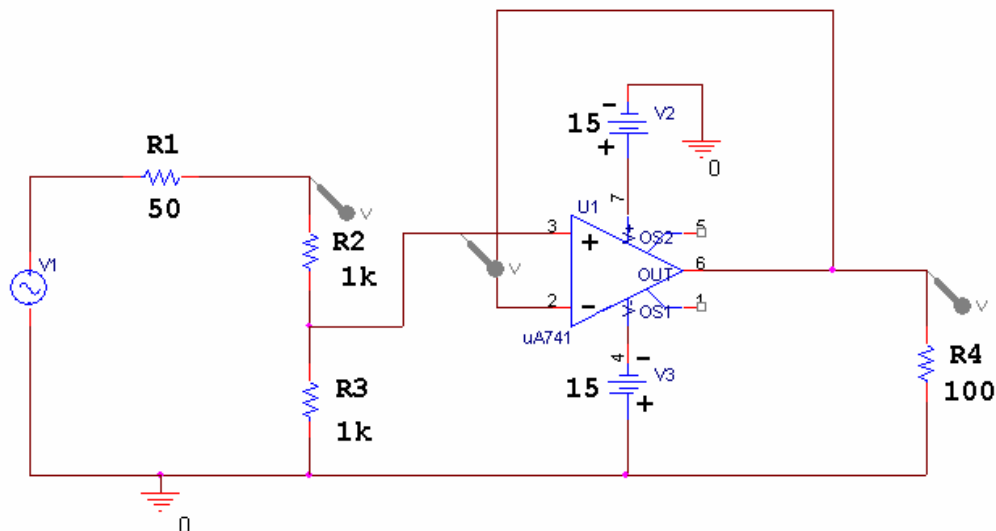 R1
50
V
R2
1k
V1
R3
1k
0
V
15
-
+
V2
0
U1
7
3
+
2
-
uA741
OS2
5
OUT
6
OS1
1
4
V+
V-
15
-
+
V3
V
R4
100